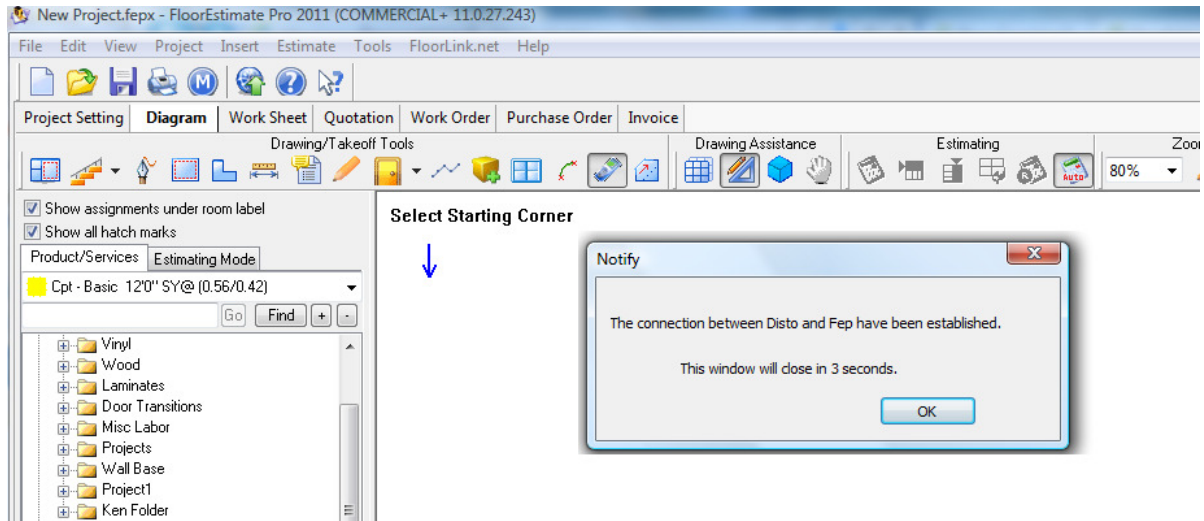 New Project.fepx - FloorEstimate Pro 2011 (COMMERCIAL+ 11.0.27.243)
File Edit View Project Insert Estimate Tools FloorLink.net Help
M
Project Setting Diagram Work Sheet Quotation Work Order Purchase Order Invoice
Drawing/Takeoff Tools Drawing Assistance Estimating Zoo
AUTO 80%
Show assignments under room label
Show all hatch marks
Product/Services Estimating Mode
Cpt - Basic 12'0'' SY@ (0.56/0.42)
Go Find + -
Vinyl
Wood
Laminates
Door Transitions
Misc Labor
Projects
Wall Base
Project1
Ken Folder
Select Starting Corner
Notify
The connection between Disto and Fep have been established.
This window will close in 3 seconds.
OK